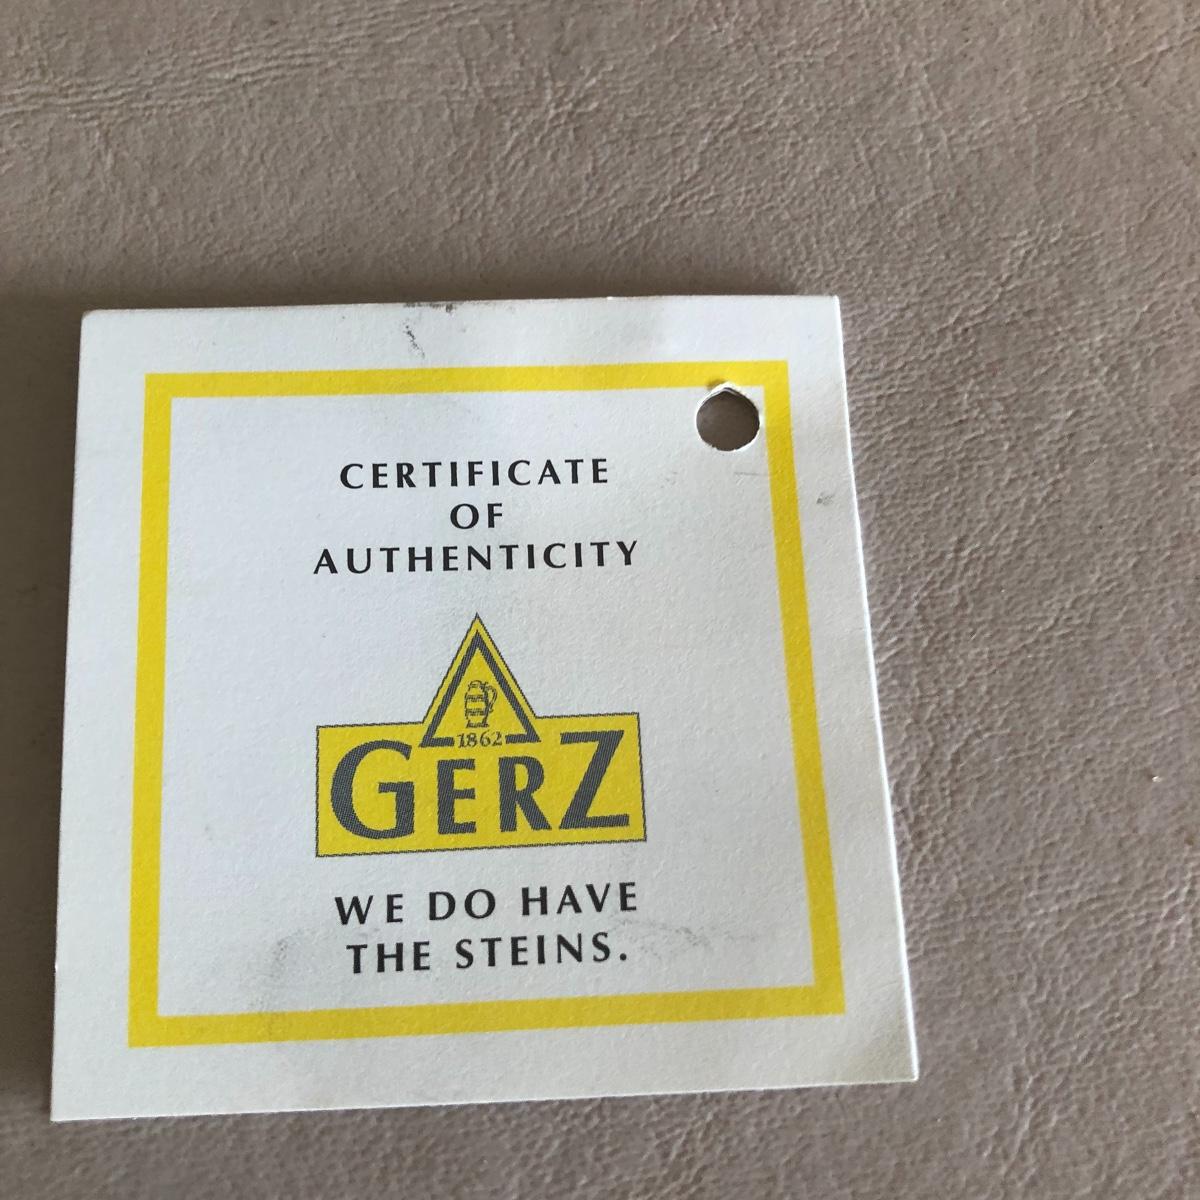 CERTIFICATE
OF
AUTHENTICITY
1862
GERZ
WE DO HAVE
THE STEINS.